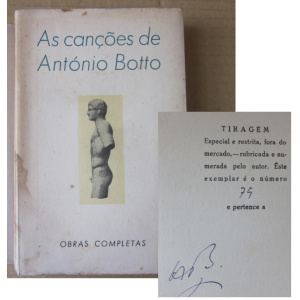 As canções de
António Botto
OBRAS COMPLETAS
TIRAGEM
Especial e restrita, fora do
mercado,—rubricada e nu-
merada pelo autor. Este
exemplar é o número
79
e pertence a